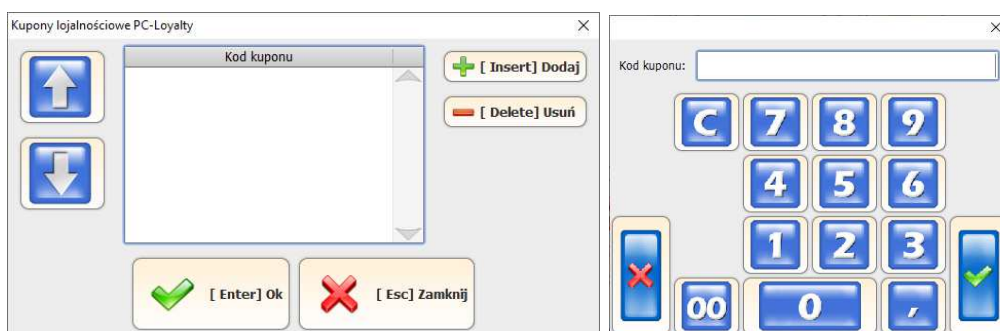 Kupony lojalnościowe PC-Loyalty
Kod kuponu
[ Insert] Dodaj
[ Delete] Usuń
[ Enter] Ok
[ Esc] Zamknij
Kod kuponu:
C 7 8 9
4 5 6
1 2 3
00 0 ,